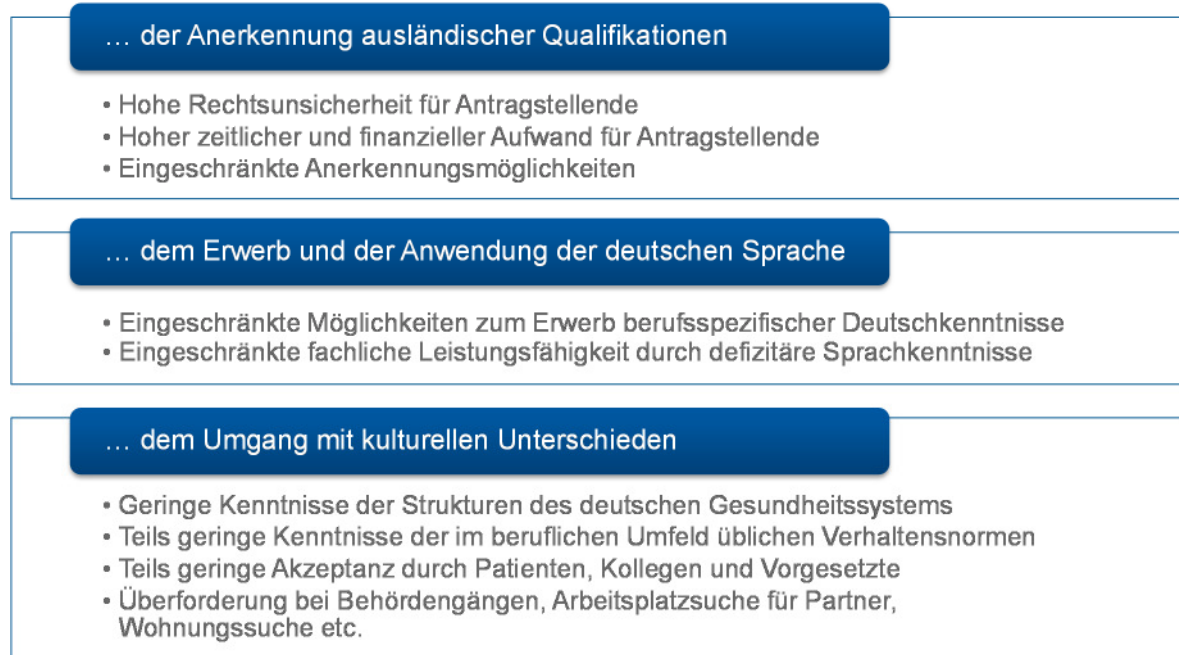 … der Anerkennung ausländischer Qualifikationen
• Hohe Rechtsunsicherheit für Antragstellende
• Hoher zeitlicher und finanzieller Aufwand für Antragstellende
• Eingeschränkte Anerkennungsmöglichkeiten
… dem Erwerb und der Anwendung der deutschen Sprache
• Eingeschränkte Möglichkeiten zum Erwerb berufsspezifischer Deutschkenntnisse
• Eingeschränkte fachliche Leistungsfähigkeit durch defizitäre Sprachkenntnisse
… dem Umgang mit kulturellen Unterschieden
• Geringe Kenntnisse der Strukturen des deutschen Gesundheitssystems
• Teils geringe Kenntnisse der im beruflichen Umfeld üblichen Verhaltensnormen
• Teils geringe Akzeptanz durch Patienten, Kollegen und Vorgesetzte
• Überforderung bei Behördengängen, Arbeitsplatzsuche für Partner,
Wohnungssuche etc.